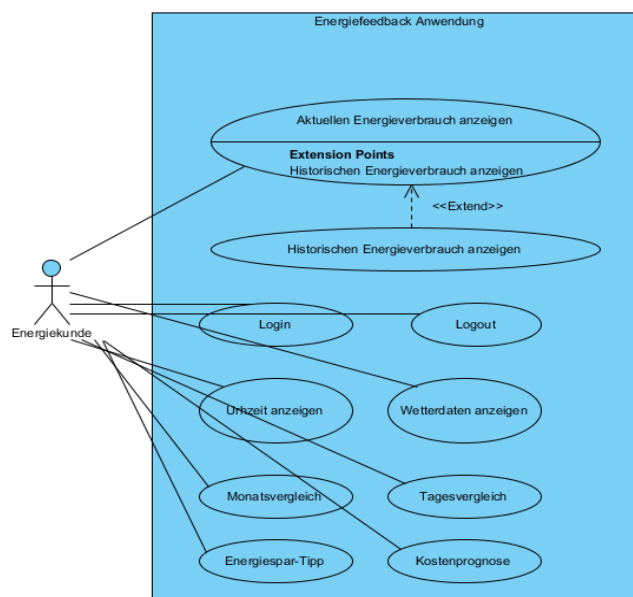 Energiefeedback Anwendung
Aktuellen Energieverbrauch anzeigen
Extension Points
Historischen Energieverbrauch anzeigen
<<Extend>>
Historischen Energieverbrauch anzeigen
Energiekunde
Login
Logout
Urhzeit anzeigen
Wetterdaten anzeigen
Monatsvergleich
Tagesvergleich
Energiespar-Tipp
Kostenprognose